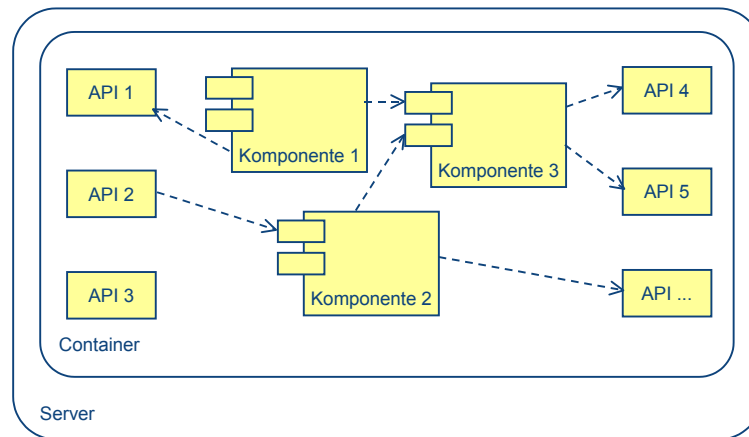 API 1
Komponente 1
API 4
Komponente 3
API 2
API 5
Komponente 2
API 3
API ...
Container
Server